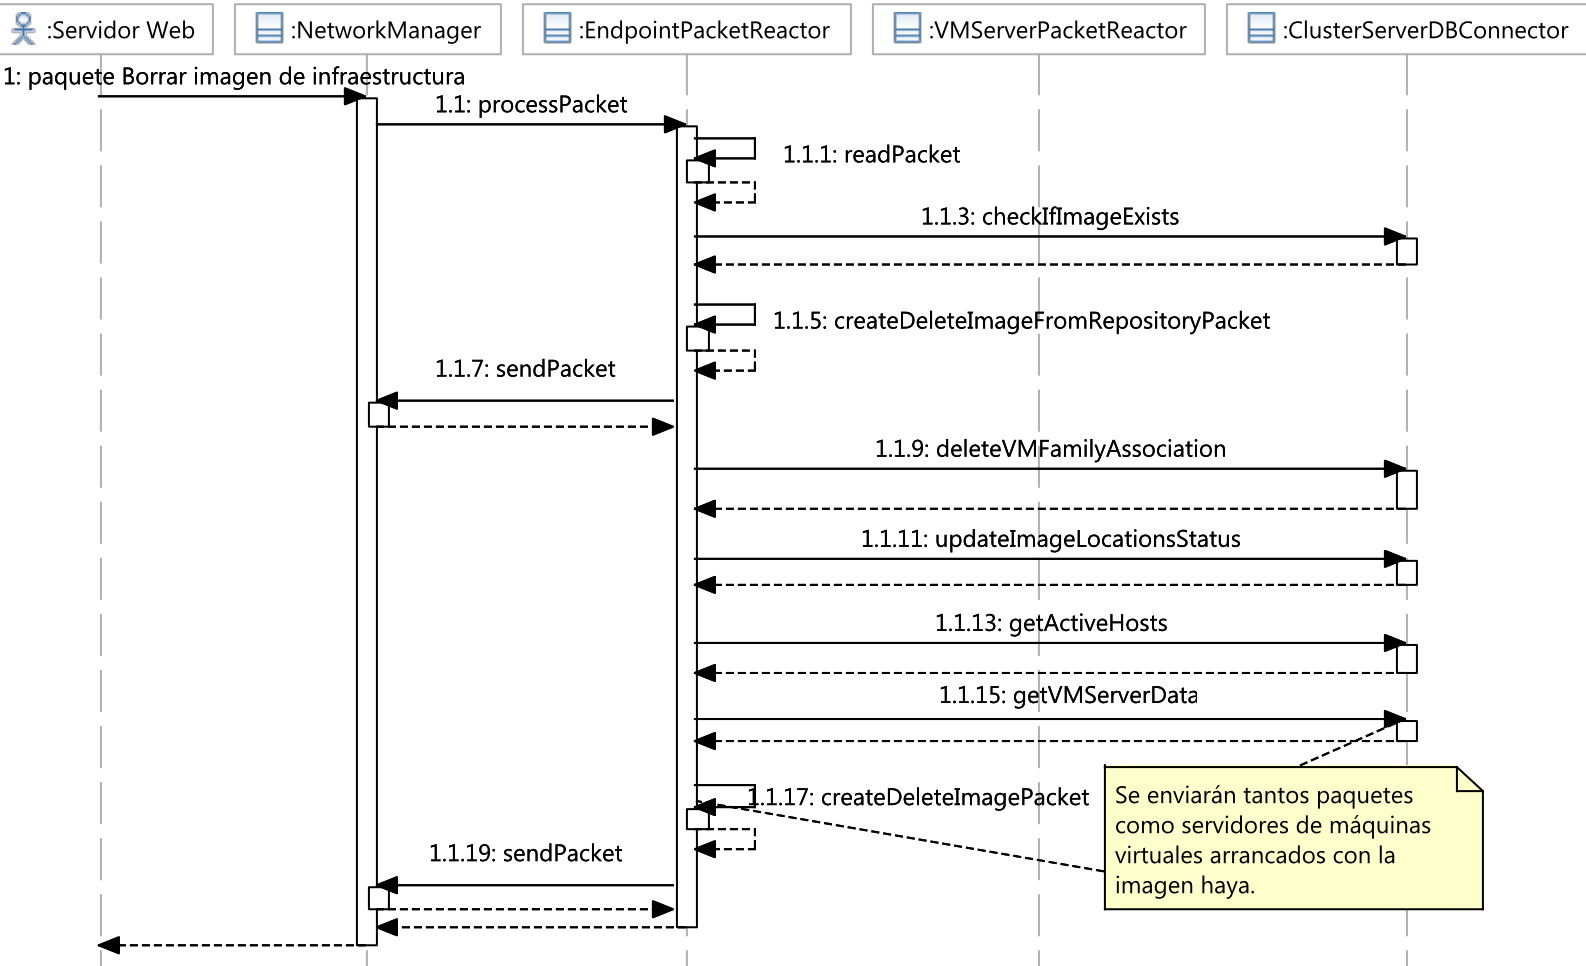 :Servidor Web
:NetworkManager
:EndpointPacketReactor
:VMServerPacketReactor
:ClusterServerDBConnector
1: paquete Borrar imagen de infraestructura
1.1: processPacket
1.1.1: readPacket
1.1.3: checkIfImageExists
1.1.5: createDeleteImageFromRepositoryPacket
1.1.7: sendPacket
1.1.9: deleteVMFamilyAssociation
1.1.11: updateImageLocationsStatus
1.1.13: getActiveHosts
1.1.15: getVMServerData
1.1.17: createDeleteImagePacket
Se enviarán tantos paquetes
como servidores de máquinas
virtuales arrancados con la
imagen haya.
1.1.19: sendPacket